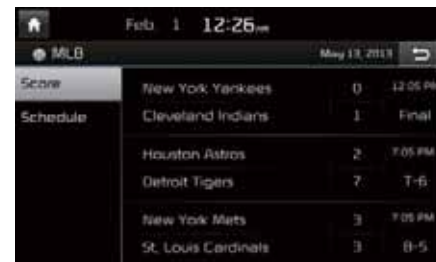 Feb 1 12:26
MLB May 13, 2013
Score
Schedule
New York Yankees 0 12:05 PM
Cleveland Indians 1 Final
Houston Astros 2 7:05 PM
Detroit Tigers 7 T-6
New York Mets 3 7:05 PM
St. Louis Cardinals 3 B-5